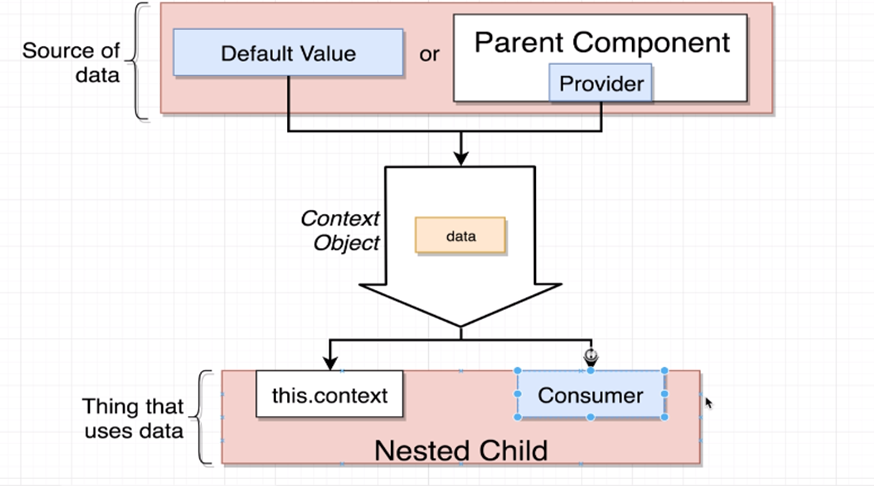 Source of
data
Default Value
or
Parent Component
Provider
Context
Object
data
Thing that
uses data
this.context
Consumer
Nested Child